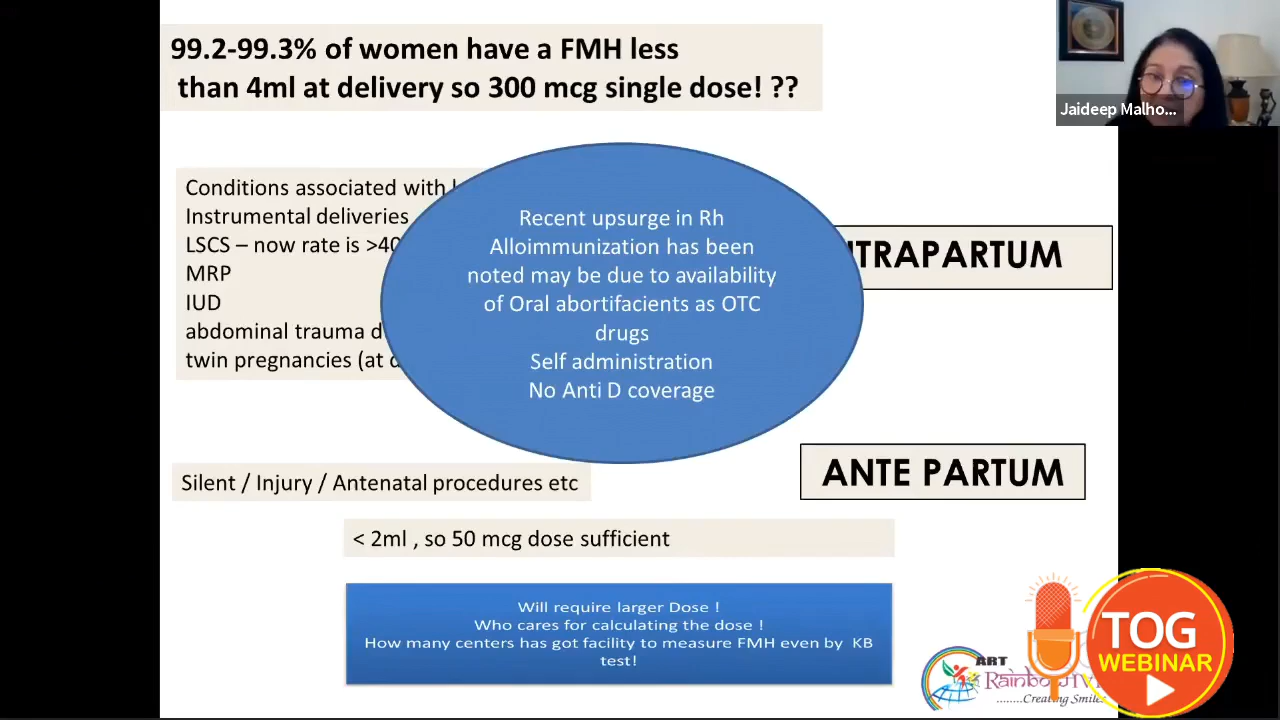 99.2-99.3% of women have a FMH less
than 4ml at delivery so 300 mcg single dose! ??
Jaideep Malho...
Conditions associated with
Instrumental deliveries
LSCS – now rate is >40
MRP
IUD
abdominal trauma
twin pregnancies (at
Recent upsurge in Rh
Alloimmunization has been
noted may be due to availability
of Oral abortifacients as OTC
drugs
Self administration
No Anti D coverage
TRAPARTUM
Silent / Injury / Antenatal procedures etc
ANTE PARTUM
< 2ml , so 50 mcg dose sufficient
Will require larger Dose !
Who cares for calculating the dose !
How many centers has got facility to measure FMH even by KB
test!
ART
Rainbow IV
........Creating Smiles
TOG
WEBINAR